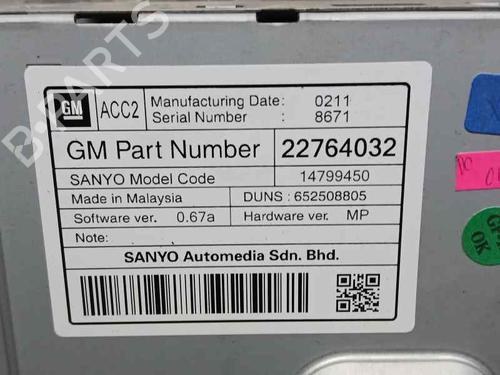 GM
ACC2
Manufacturing Date: 0211
Serial Number : 8671
GM Part Number 22764032
SANYO Model Code 14799450
Made in Malaysia DUNS : 652508805
Software ver. 0.67a Hardware ver. MP
Note:
SANYO Automedia Sdn. Bhd.
B-PARTS
OK